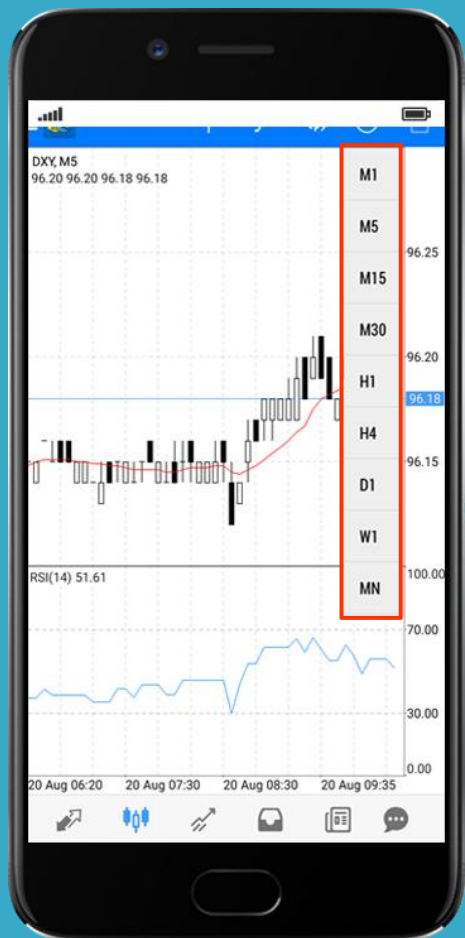 DXY, M5
96.20 96.20 96.18 96.18
M1
M5
M15
M30
H1
H4
D1
W1
MN
96.25
96.20
96.18
96.15
RSI(14) 51.61
100.00
70.00
30.00
0.00
20 Aug 06:20 20 Aug 07:30 20 Aug 08:30 20 Aug 09:35